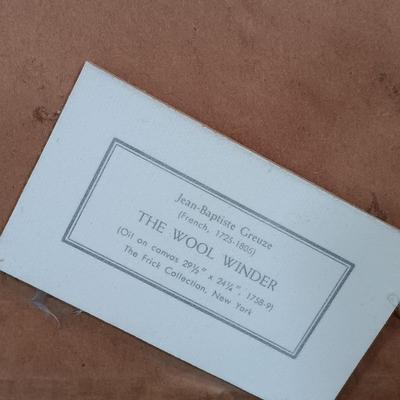 Jean-Baptiste Greuze
(French, 1725-1805)
THE WOOL WINDER
(Oil on canvas 29½" x 24¼", 1758-9)
The Frick Collection, New York